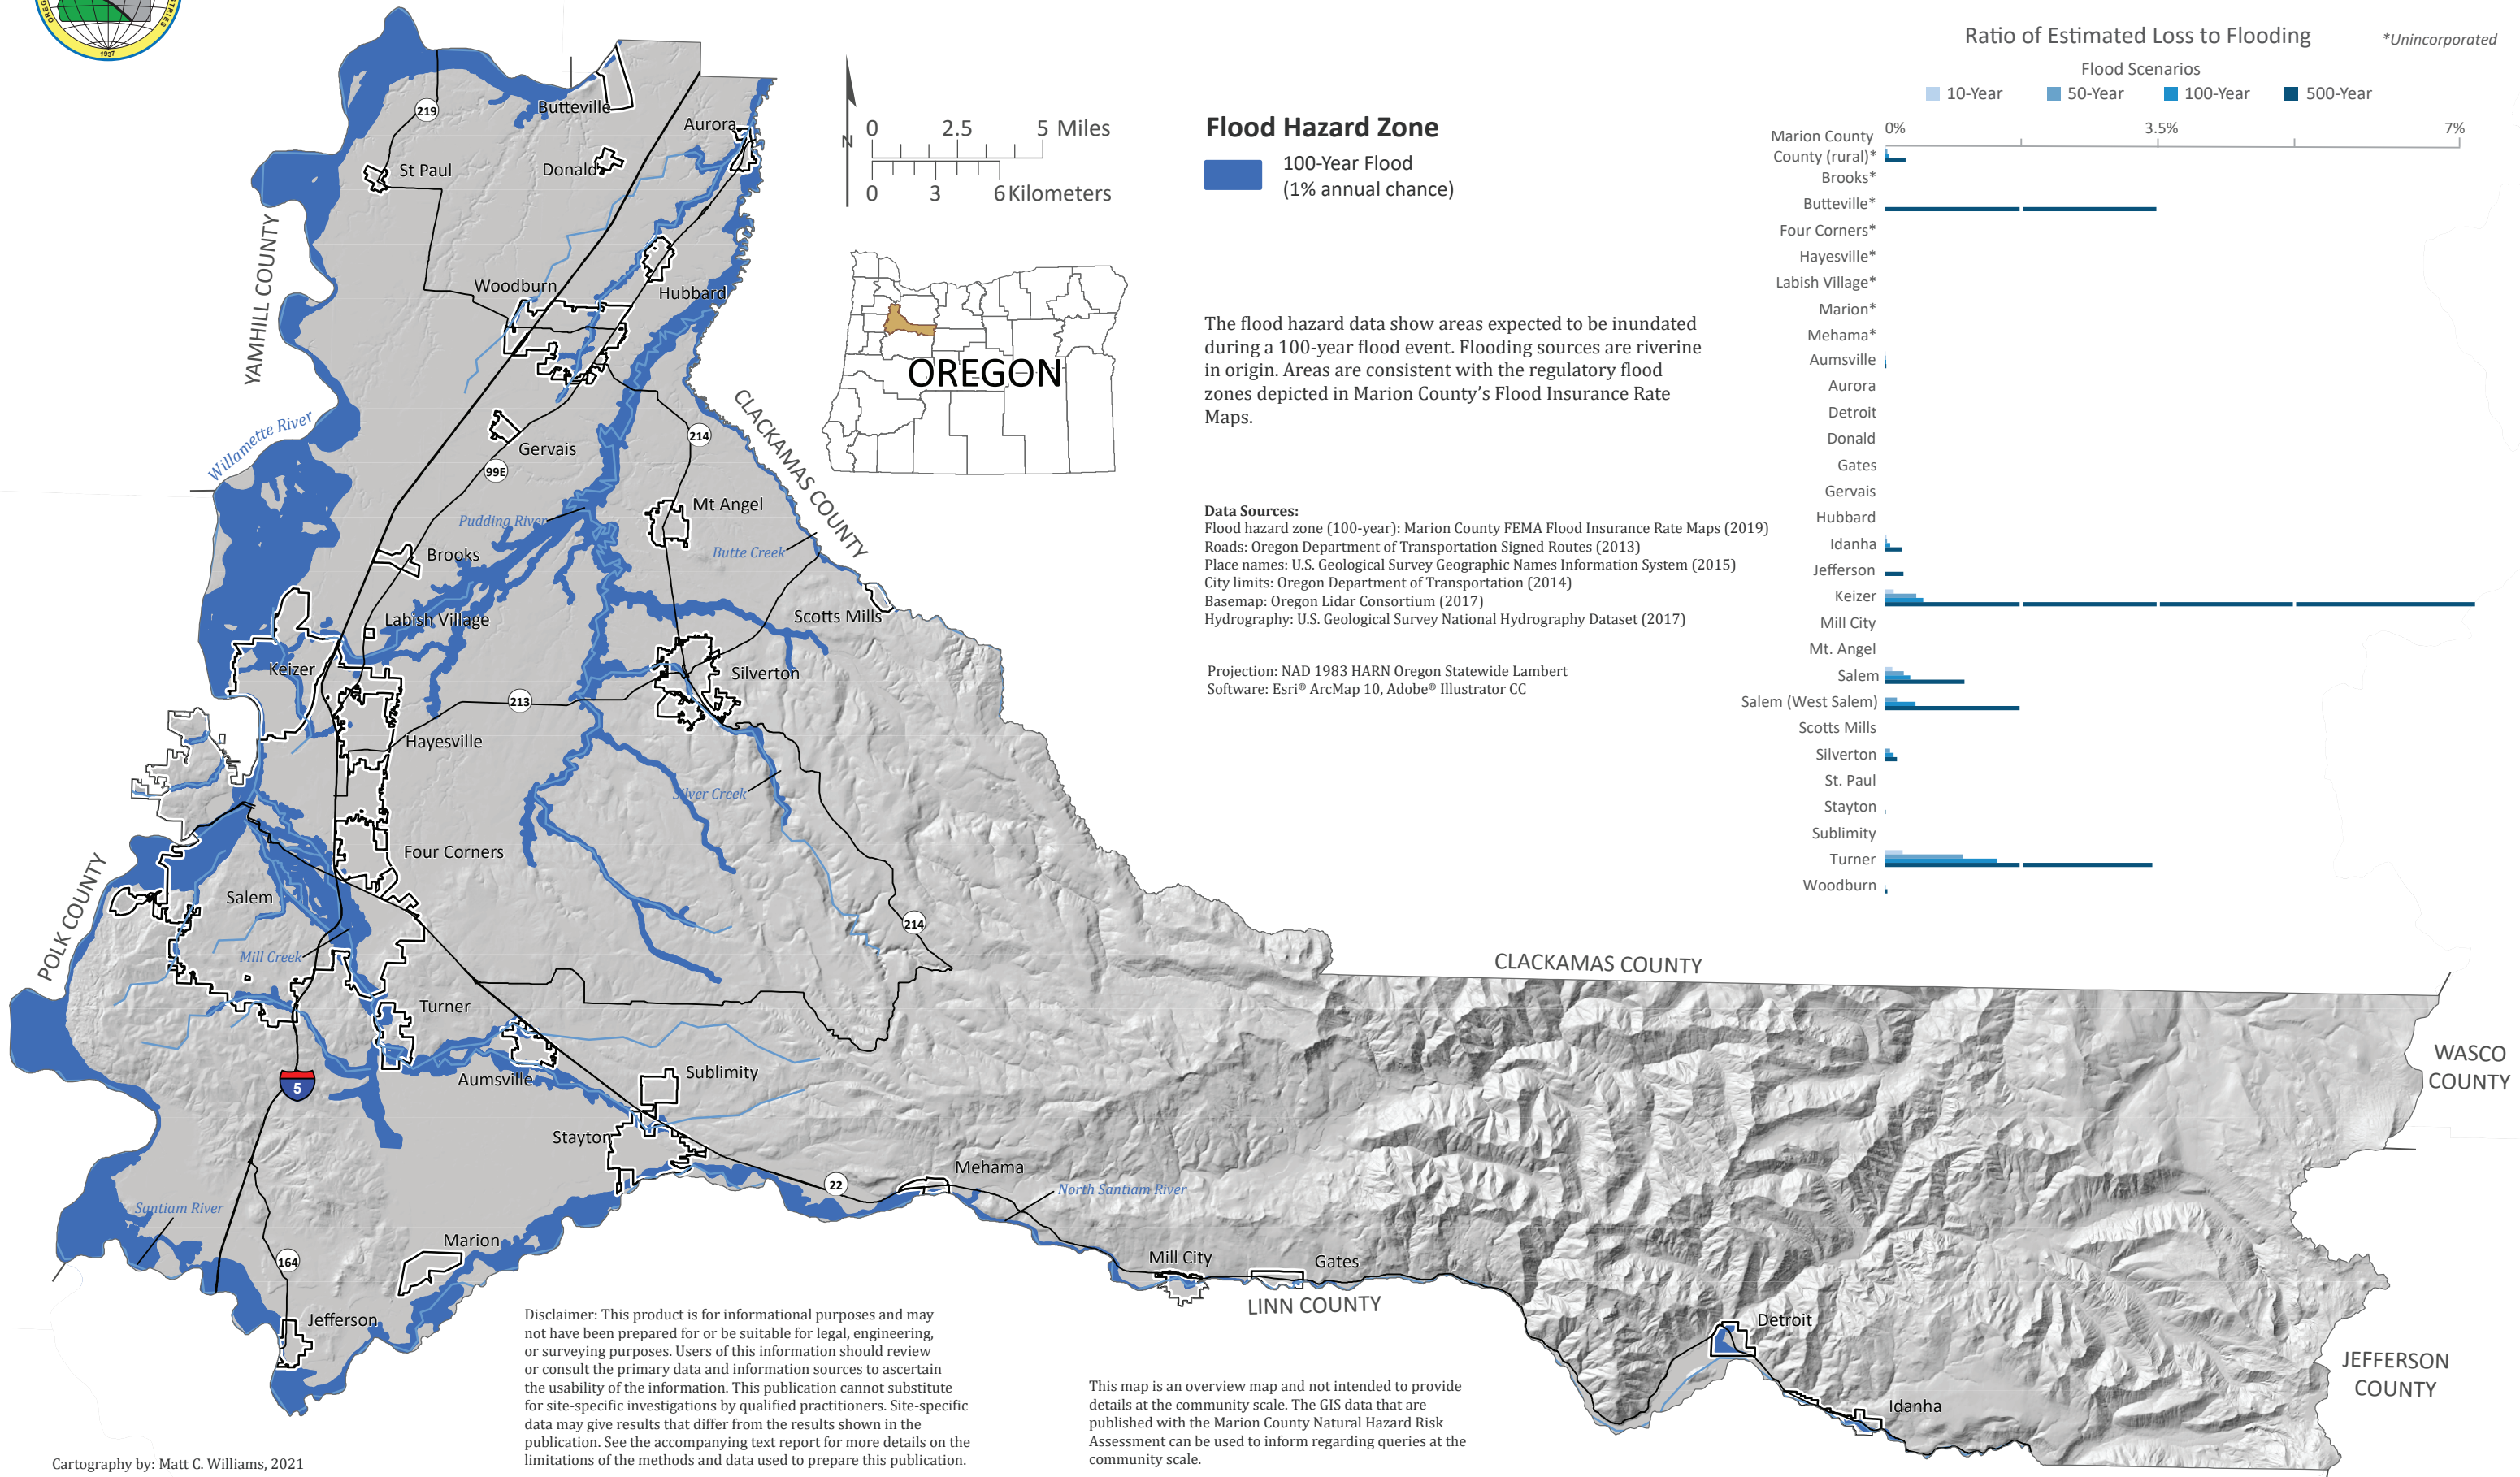 OREG
STRIES
1937
219
Butteville
Aurora
St Paul
Donald
YAMHILL COUNTY
Woodburn
Hubbard
Willamette River
CLACKAMAS COUNTY
214
Gervais
99E
Pudding River
Mt Angel
Butte Creek
Brooks
Labish Village
Scotts Mills
Keizer
Silverton
213
Hayesville
Silver Creek
Four Corners
POLK COUNTY
Salem
214
Mill Creek
CLACKAMAS COUNTY
Turner
WASCO
COUNTY
5
Aumsville
Sublimity
Stayton
Mehama
22
North Santiam River
Santiam River
Marion
164
Mill City
Gates
LINN COUNTY
Jefferson
Detroit
JEFFERSON
COUNTY
Idanha
N
0 2.5 5 Miles
0 3 6 Kilometers
OREGON
Flood Hazard Zone
100-Year Flood
(1% annual chance)
The flood hazard data show areas expected to be inundated
during a 100-year flood event. Flooding sources are riverine
in origin. Areas are consistent with the regulatory flood
zones depicted in Marion County's Flood Insurance Rate
Maps.
Data Sources:
Flood hazard zone (100-year): Marion County FEMA Flood Insurance Rate Maps (2019)
Roads: Oregon Department of Transportation Signed Routes (2013)
Place names: U.S. Geological Survey Geographic Names Information System (2015)
City limits: Oregon Department of Transportation (2014)
Basemap: Oregon Lidar Consortium (2017)
Hydrography: U.S. Geological Survey National Hydrography Dataset (2017)
Projection: NAD 1983 HARN Oregon Statewide Lambert
Software: Esri® ArcMap 10, Adobe® Illustrator CC
Ratio of Estimated Loss to Flooding
*Unincorporated
Flood Scenarios
10-Year 50-Year 100-Year 500-Year
0% 3.5% 7%
Marion County
County (rural)*
Brooks*
Butteville*
Four Corners*
Hayesville*
Labish Village*
Marion*
Mehama*
Aumsville
Aurora
Detroit
Donald
Gates
Gervais
Hubbard
Idanha
Jefferson
Keizer
Mill City
Mt. Angel
Salem
Salem (West Salem)
Scotts Mills
Silverton
St. Paul
Stayton
Sublimity
Turner
Woodburn
Disclaimer: This product is for informational purposes and may
not have been prepared for or be suitable for legal, engineering,
or surveying purposes. Users of this information should review
or consult the primary data and information sources to ascertain
the usability of the information. This publication cannot substitute
for site-specific investigations by qualified practitioners. Site-specific
data may give results that differ from the results shown in the
publication. See the accompanying text report for more details on the
limitations of the methods and data used to prepare this publication.
This map is an overview map and not intended to provide
details at the community scale. The GIS data that are
published with the Marion County Natural Hazard Risk
Assessment can be used to inform regarding queries at the
community scale.
Cartography by: Matt C. Williams, 2021